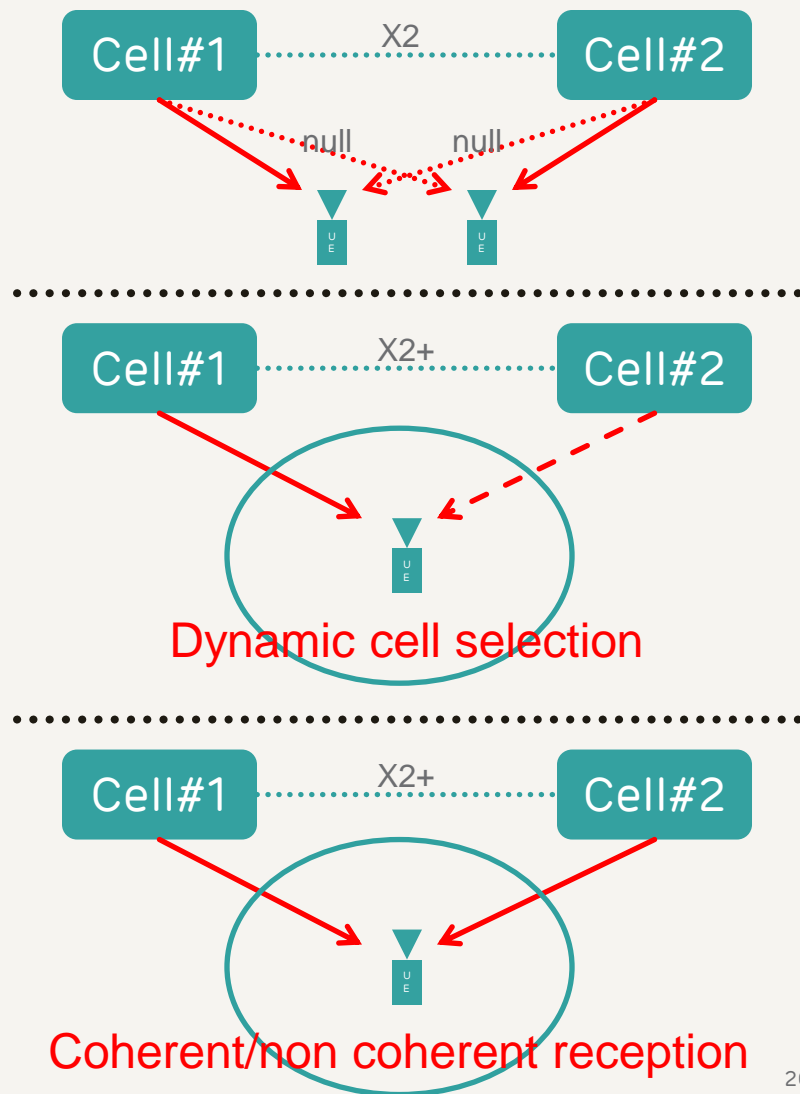 Cell#1 X2 Cell#2
null null
U U
E E
Cell#1 X2+ Cell#2
U
E
Dynamic cell selection
Cell#1 X2+ Cell#2
U
E
Coherent/non coherent reception